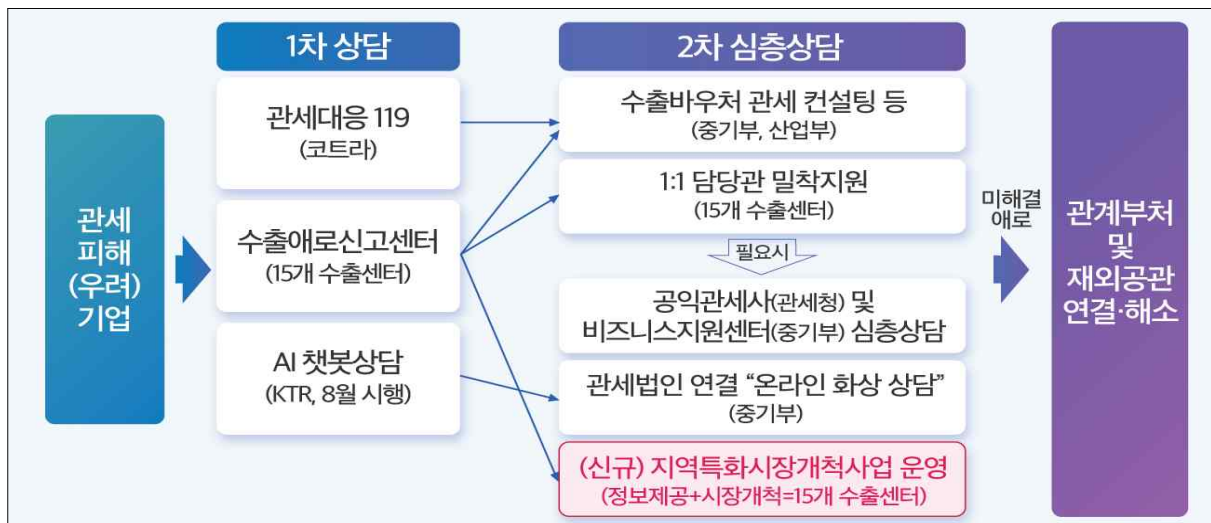 관세
피해
(우려)
기업
1차 상담
관세대응 119
(코트라)
수출애로신고센터
(15개 수출센터)
AI 챗봇상담
(KTR, 8월 시행)
2차 심층상담
수출바우처 관세 컨설팅 등
(중기부, 산업부)
1:1 담당관 밀착지원
(15개 수출센터)
필요시
공익관세사(관세청) 및
비즈니스지원센터(중기부) 심층상담
관세법인 연결 “온라인 화상 상담”
(중기부)
(신규) 지역특화시장개척사업 운영
(정보제공+시장개척=15개 수출센터)
미해결
애로
관계부처
및
재외공관
연결·해소